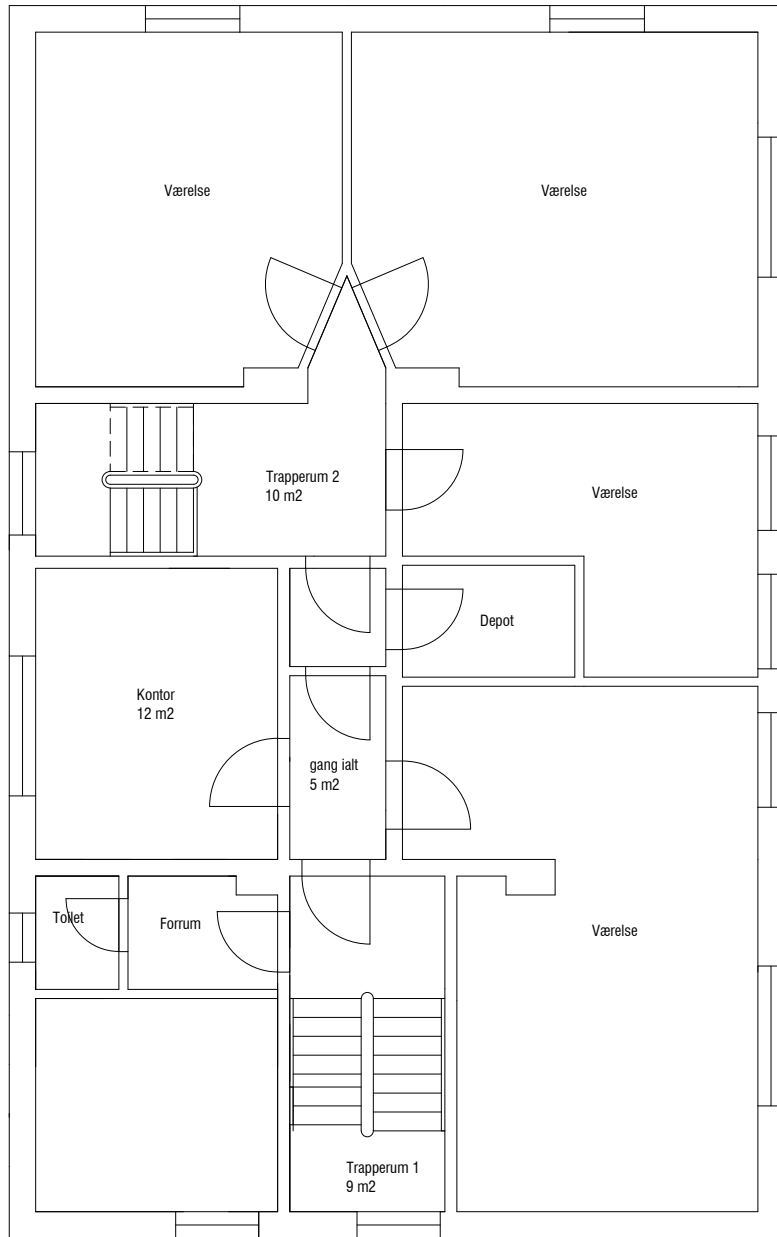 Værelse
Værelse
Trapperum 2
10 m2
Værelse
Depot
Kontor
12 m2
gang ialt
5 m2
Toilet
Forrum
Værelse
Trapperum 1
9 m2